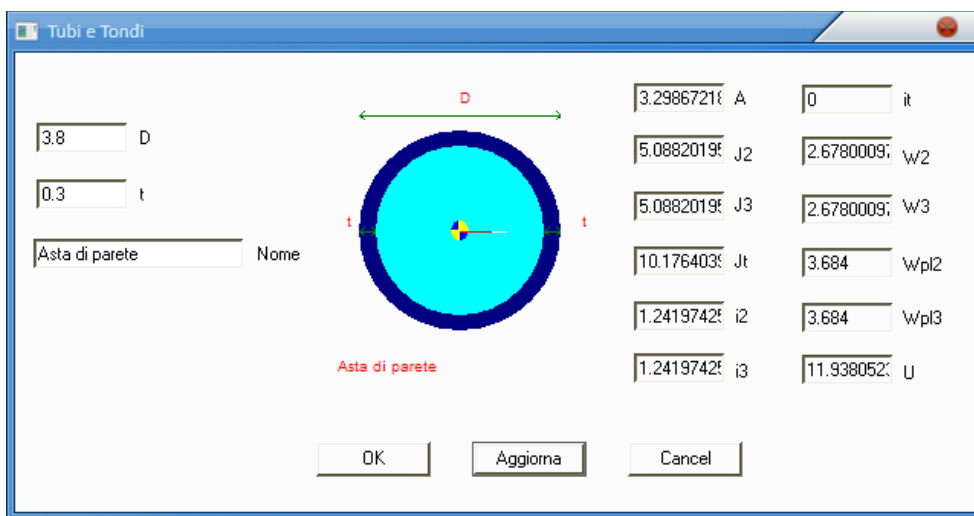 Tubi e Tondi
3.8 D
0.3 t
Asta di parete Nome
D
t t
Asta di parete
3.29867218 A 0 it
5.08820195 J2 2.67800097 W2
5.08820195 J3 2.67800097 W3
10.1764039 Jt 3.684 Wpl2
1.24197425 i2 3.684 Wpl3
1.24197425 i3 11.9380523 U
OK Aggiorna Cancel